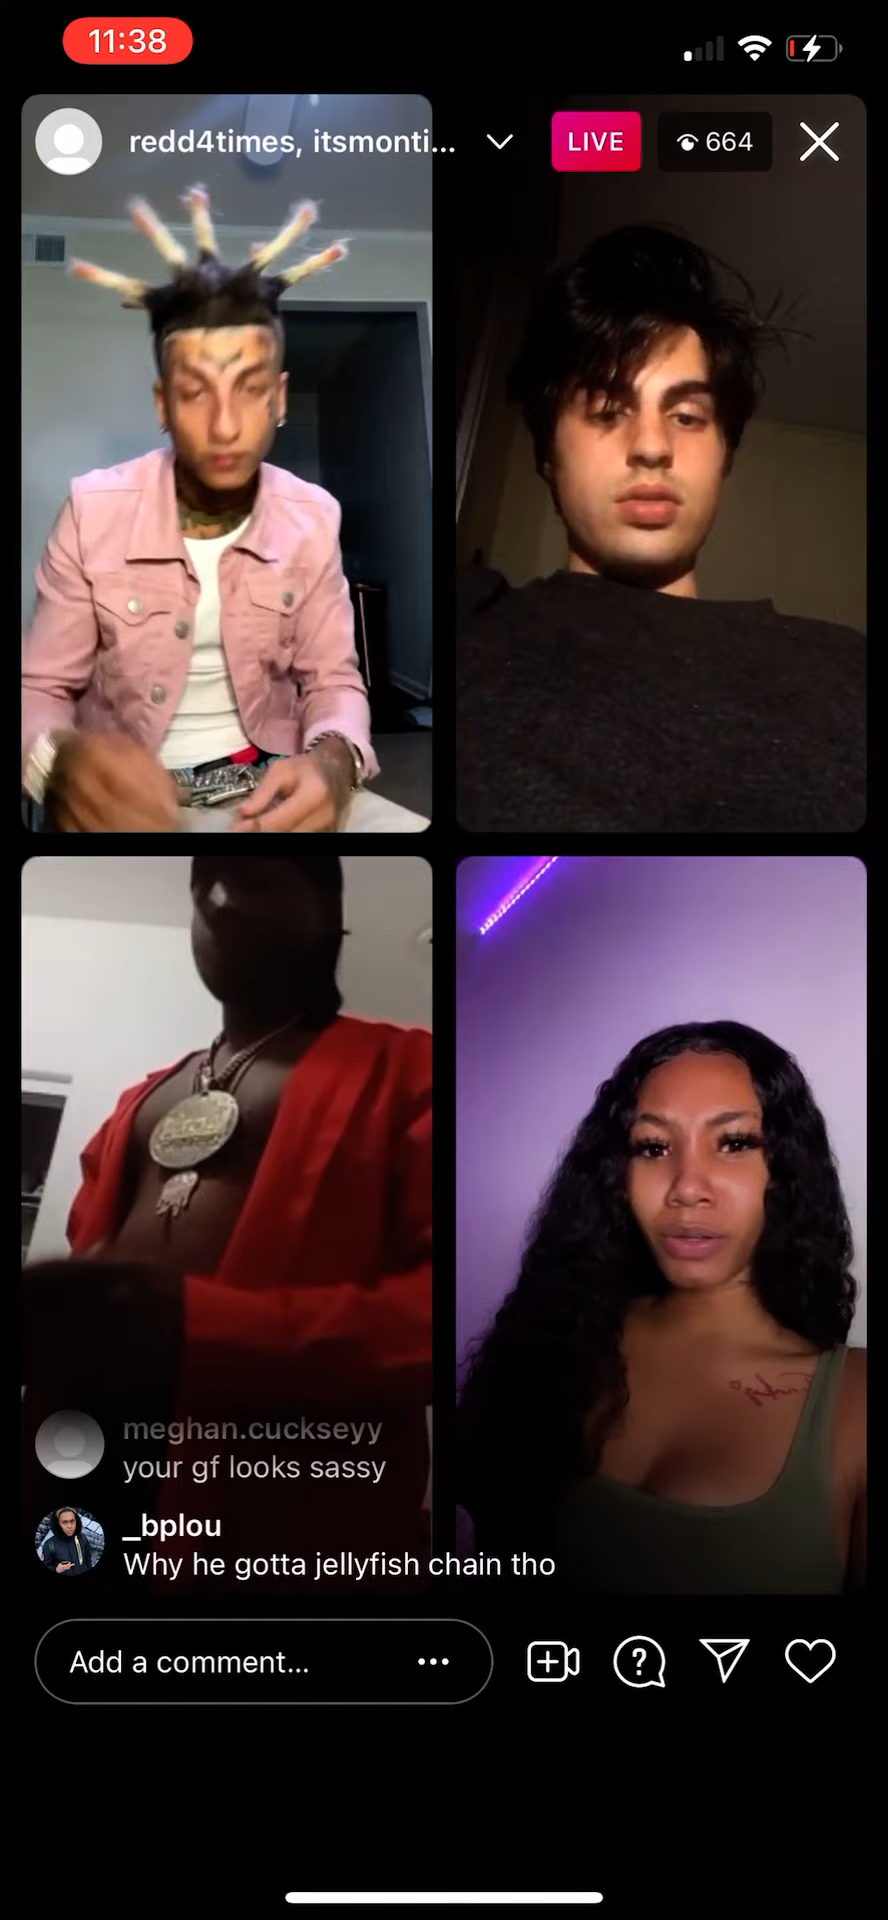 11:38
redd4times, itsmonti...
LIVE
664
meghan.cuckseyy
your gf looks sassy
_bplou
Why he gotta jellyfish chain tho
Add a comment...